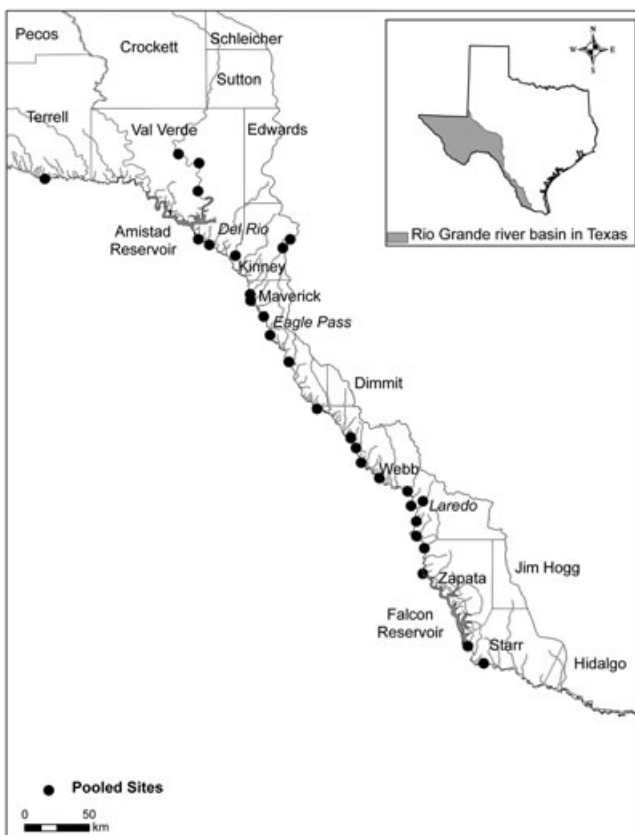 Pecos
Crockett
Schleicher
Sutton
Terrell
Val Verde
Edwards
Amistad
Reservoir
Del Rio
Kinney
Maverick
Eagle Pass
Dimmit
Webb
Laredo
Zapata
Jim Hogg
Falcon
Reservoir
Starr
Hidalgo
N
W
E
S
Rio Grande river basin in Texas
Pooled Sites
0 50
km